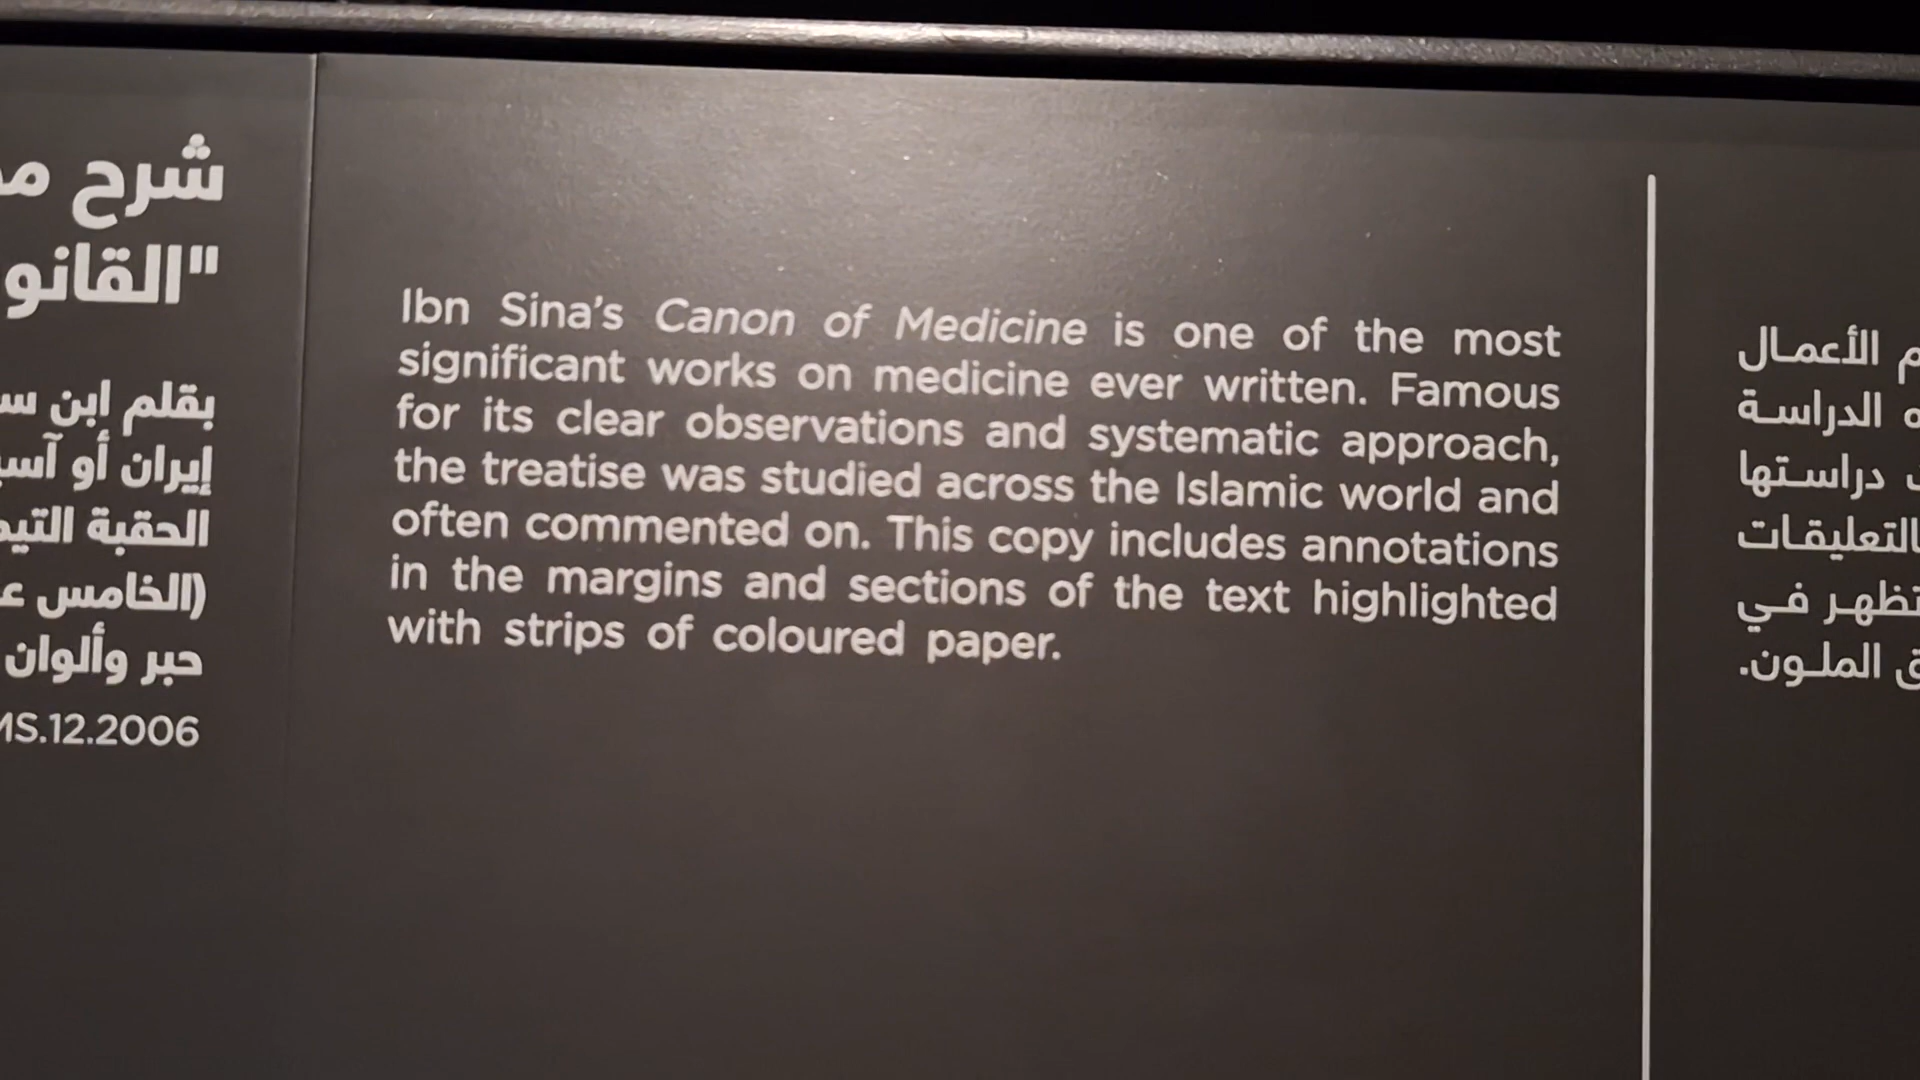 شرح
"القانو
بقلم ابن
إيران أو
الحقبة
(الخامس
حبر وألوان
MS.12.2006
Ibn Sina's Canon of Medicine is one of the most
significant works on medicine ever written. Famous
for its clear observations and systematic approach,
the treatise was studied across the Islamic world and
often commented on. This copy includes annotations
in the margins and sections of the text highlighted
with strips of coloured paper.
الأعمال
الدراسة
دراستها
التعليقات
تظهر في
الملون.